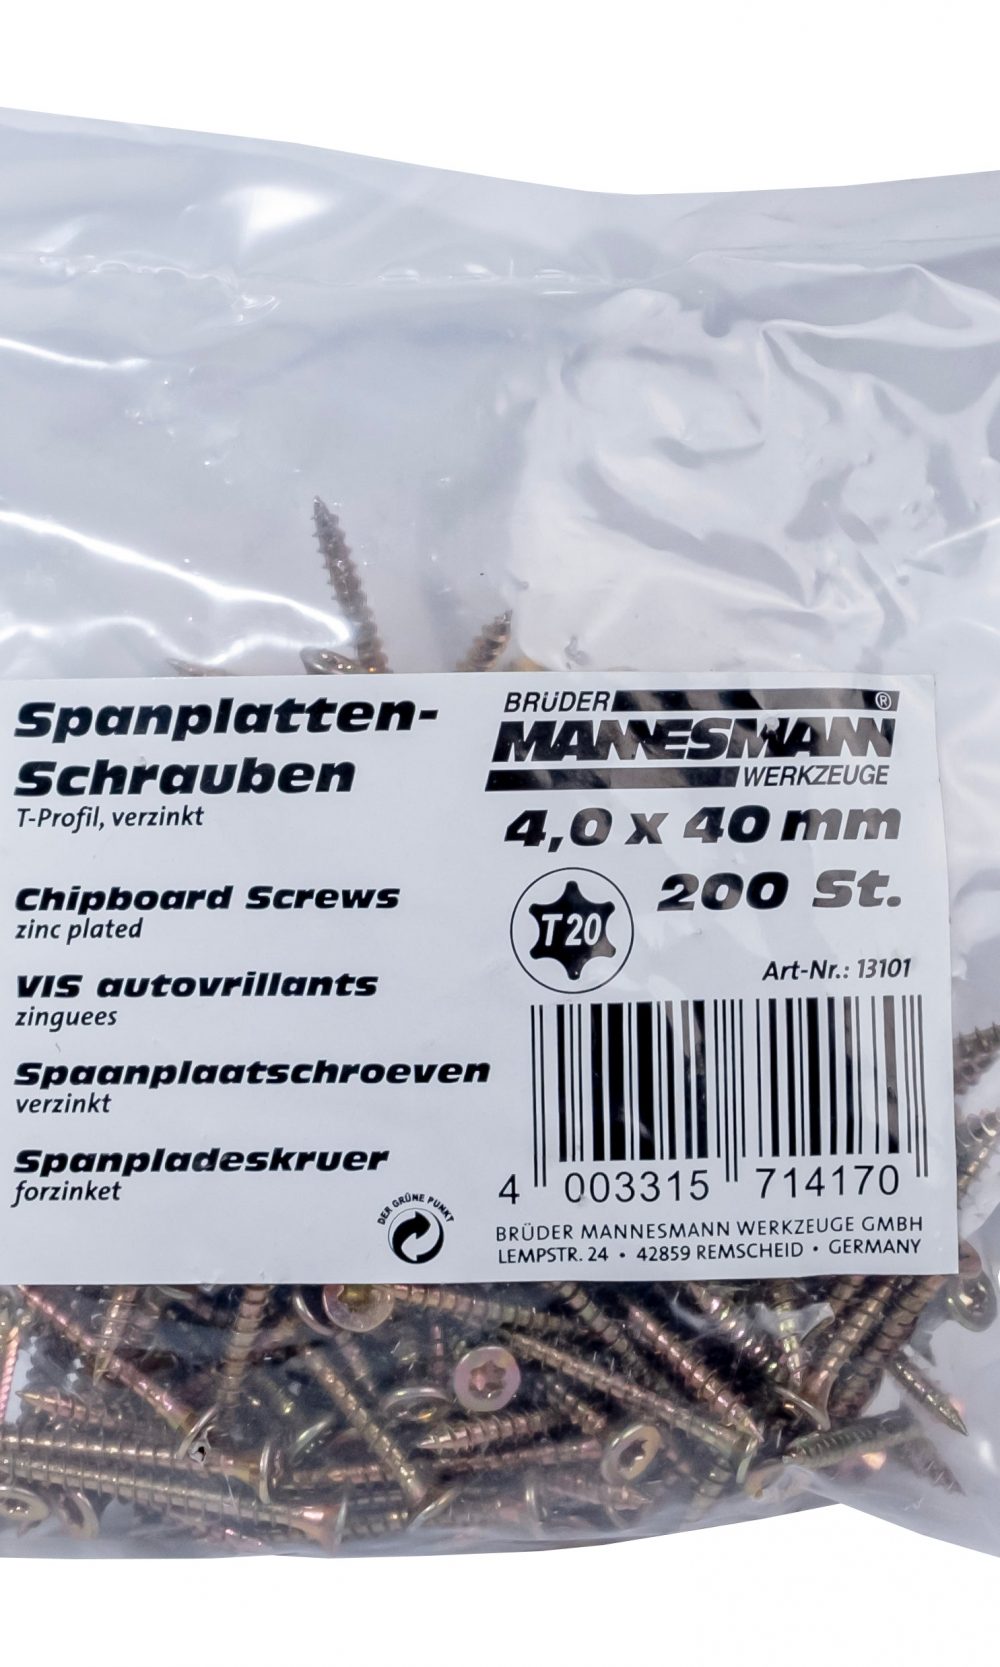 Spanplatten-
Schrauben
T-Profil, verzinkt
Chipboard Screws
zinc plated
VIS autovrillants
zinguees
Spaanplaatschroeven
verzinkt
Spanpladeskruer
forzinket
DER GRÜNE PUNKT
BRÜDER
MANNESMANN ®
WERKZEUGE
4,0 x 40 mm
T20
200 St.
Art-Nr.: 13101
4 003315 714170
BRÜDER MANNESMANN WERKZEUGE GMBH
LEMPSTR. 24 • 42859 REMSCHEID • GERMANY